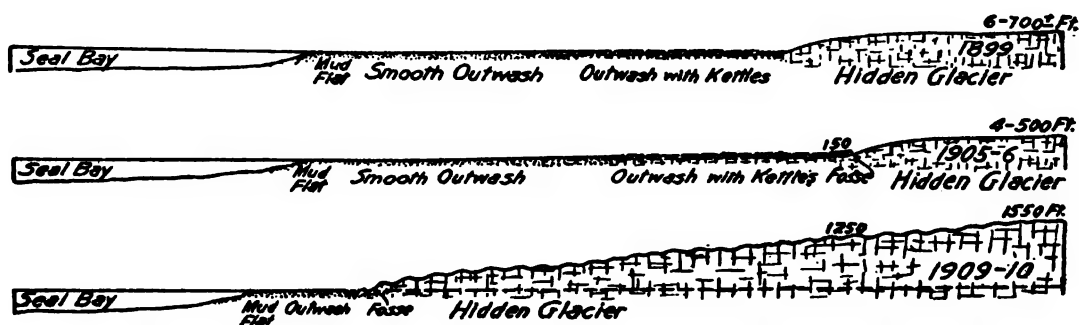 6-700± Ft.
Seal Bay
1899
Mud Flat Smooth Outwash Outwash with Kettles Hidden Glacier
4-500 Ft.
150
Seal Bay
1905-6
Mud Flat Smooth Outwash Outwash with Kettles Fosse Hidden Glacier
1550 Ft.
1250
Seal Bay
1909-10
Mud Flat Outwash Fosse Hidden Glacier